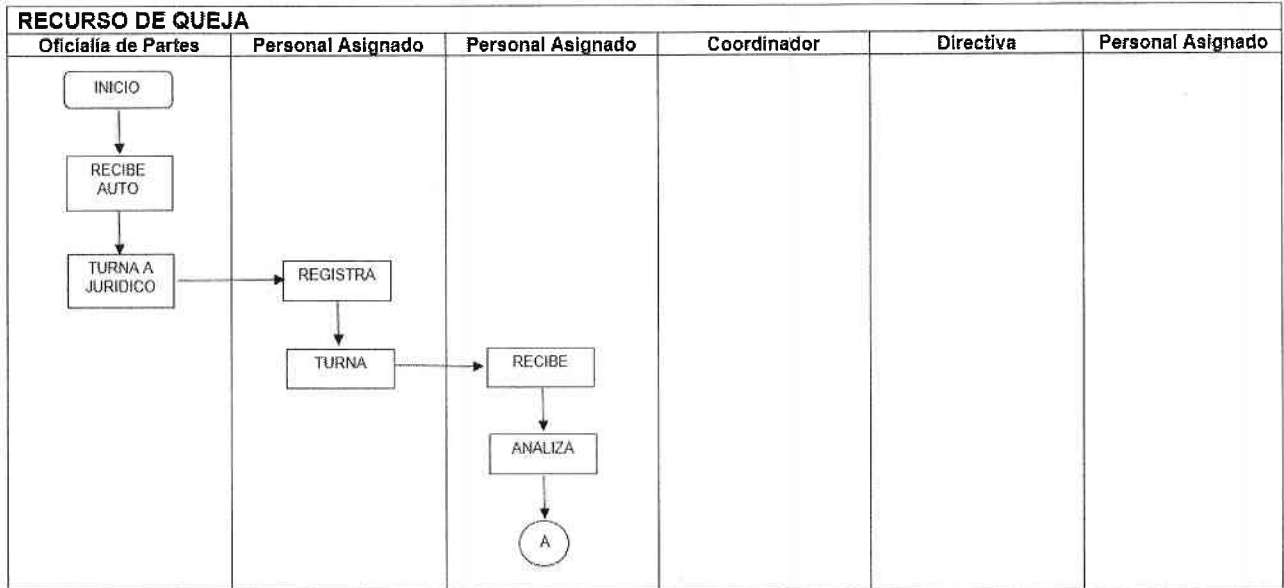 RECURSO DE QUEJA
Oficialía de Partes
Personal Asignado
Personal Asignado
Coordinador
Directiva
Personal Asignado
INICIO
RECIBE
AUTO
TURNA A
JURIDICO
REGISTRA
TURNA
RECIBE
ANALIZA
A